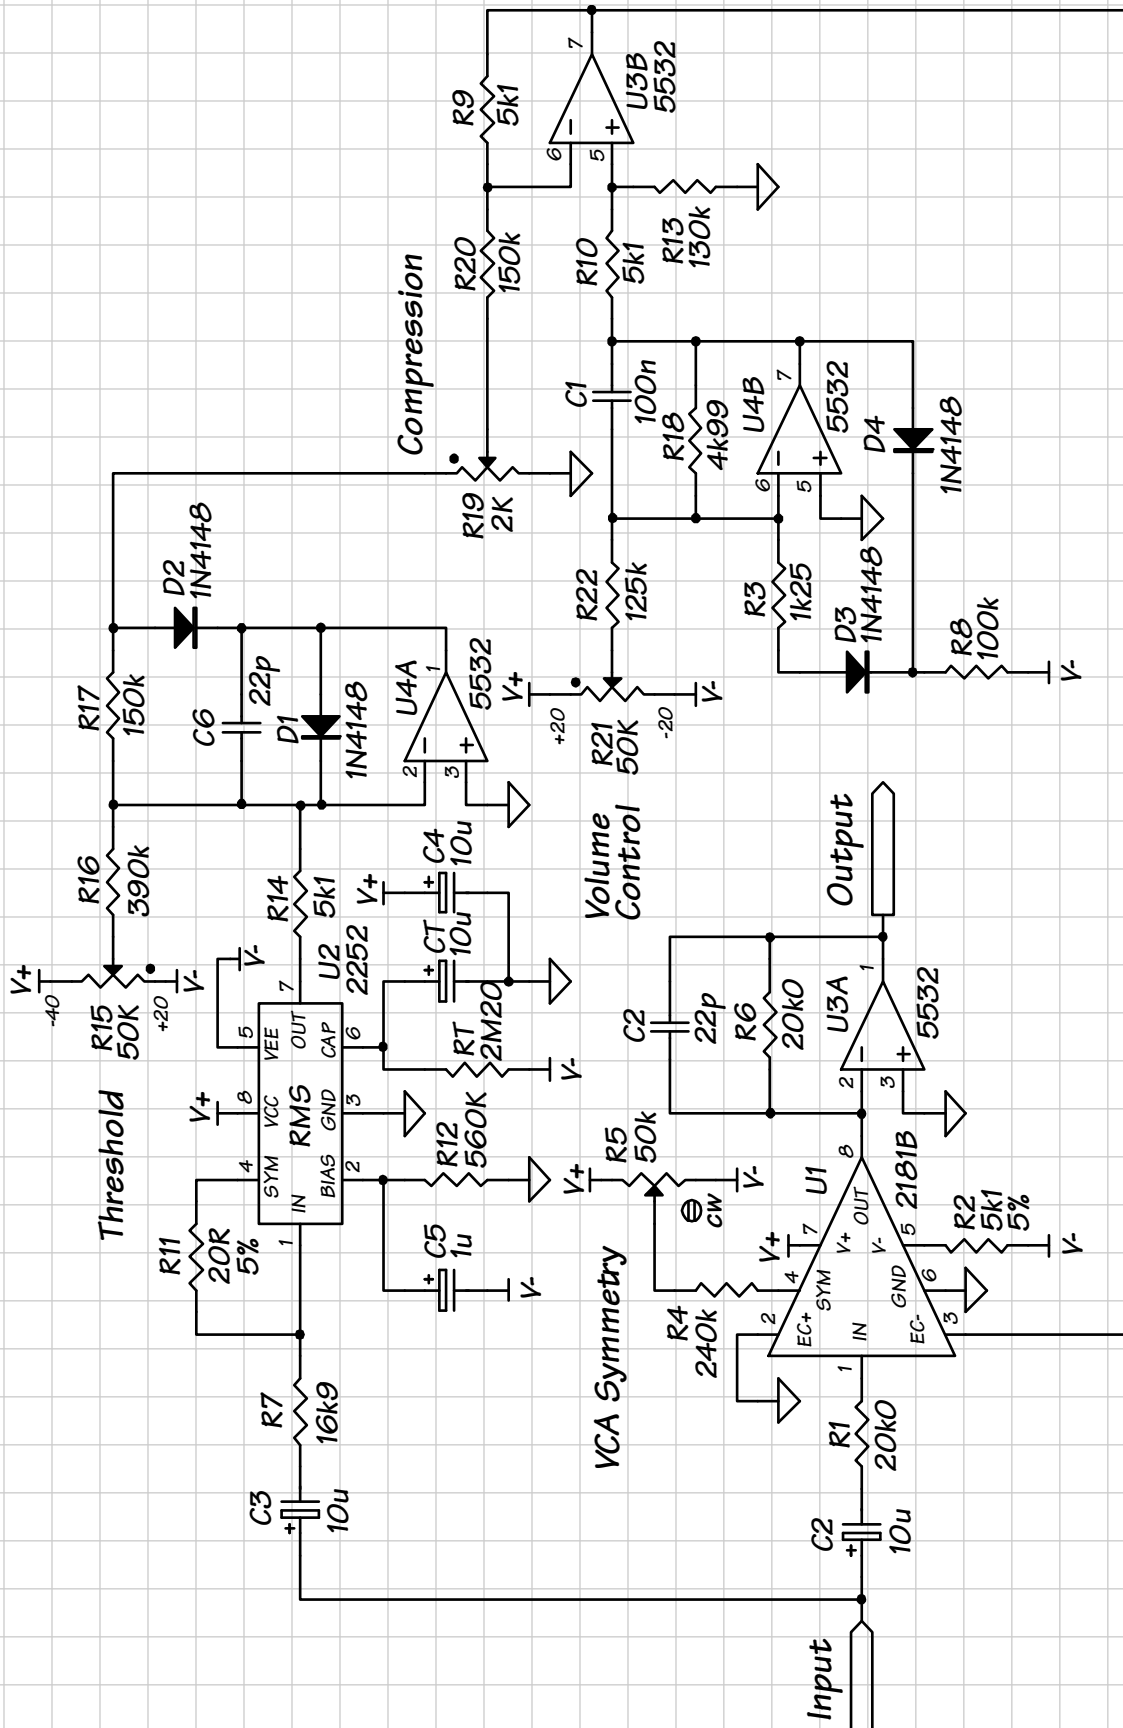 R9
5k1
7
U3B
5532
6
5
R20
150k
R10
5k1
R13
130k
Compression
C1
100n
R18
4k99
U4B
5532
7
6
5
D4
1N4148
R19
2K
D2
1N4148
R17
150k
C6
22p
D1
1N4148
U4A
5532
1
2
3
R22
125k
R3
1k25
D3
1N4148
R8
100k
V-
V+
+20
R21
50K
-20
V-
Volume
Control
R16
390k
R14
5k1
C4
10u
V+
+
CT
10u
+
V+
-40
R15
50K
+20
V-
Threshold
V-
V+
U2
2252
RMS
5
VEE
8
VCC
4
SYM
7
OUT
6
CAP
3
GND
2
BIAS
1
IN
RT
2M20
V-
R12
560K
C5
1u
+
V-
R11
20R
5%
R7
16k9
C3
10u
+
VCA Symmetry
V+
R5
50k
V-
cw
R4
240k
C2
22p
R6
20k0
U3A
5532
1
2
3
Output
U1
2181B
V+
7
V+
8
OUT
5
V-
4
SYM
6
GND
2
EC+
3
EC-
1
IN
R2
5k1
5%
V-
R1
20k0
C2
10u
+
Input